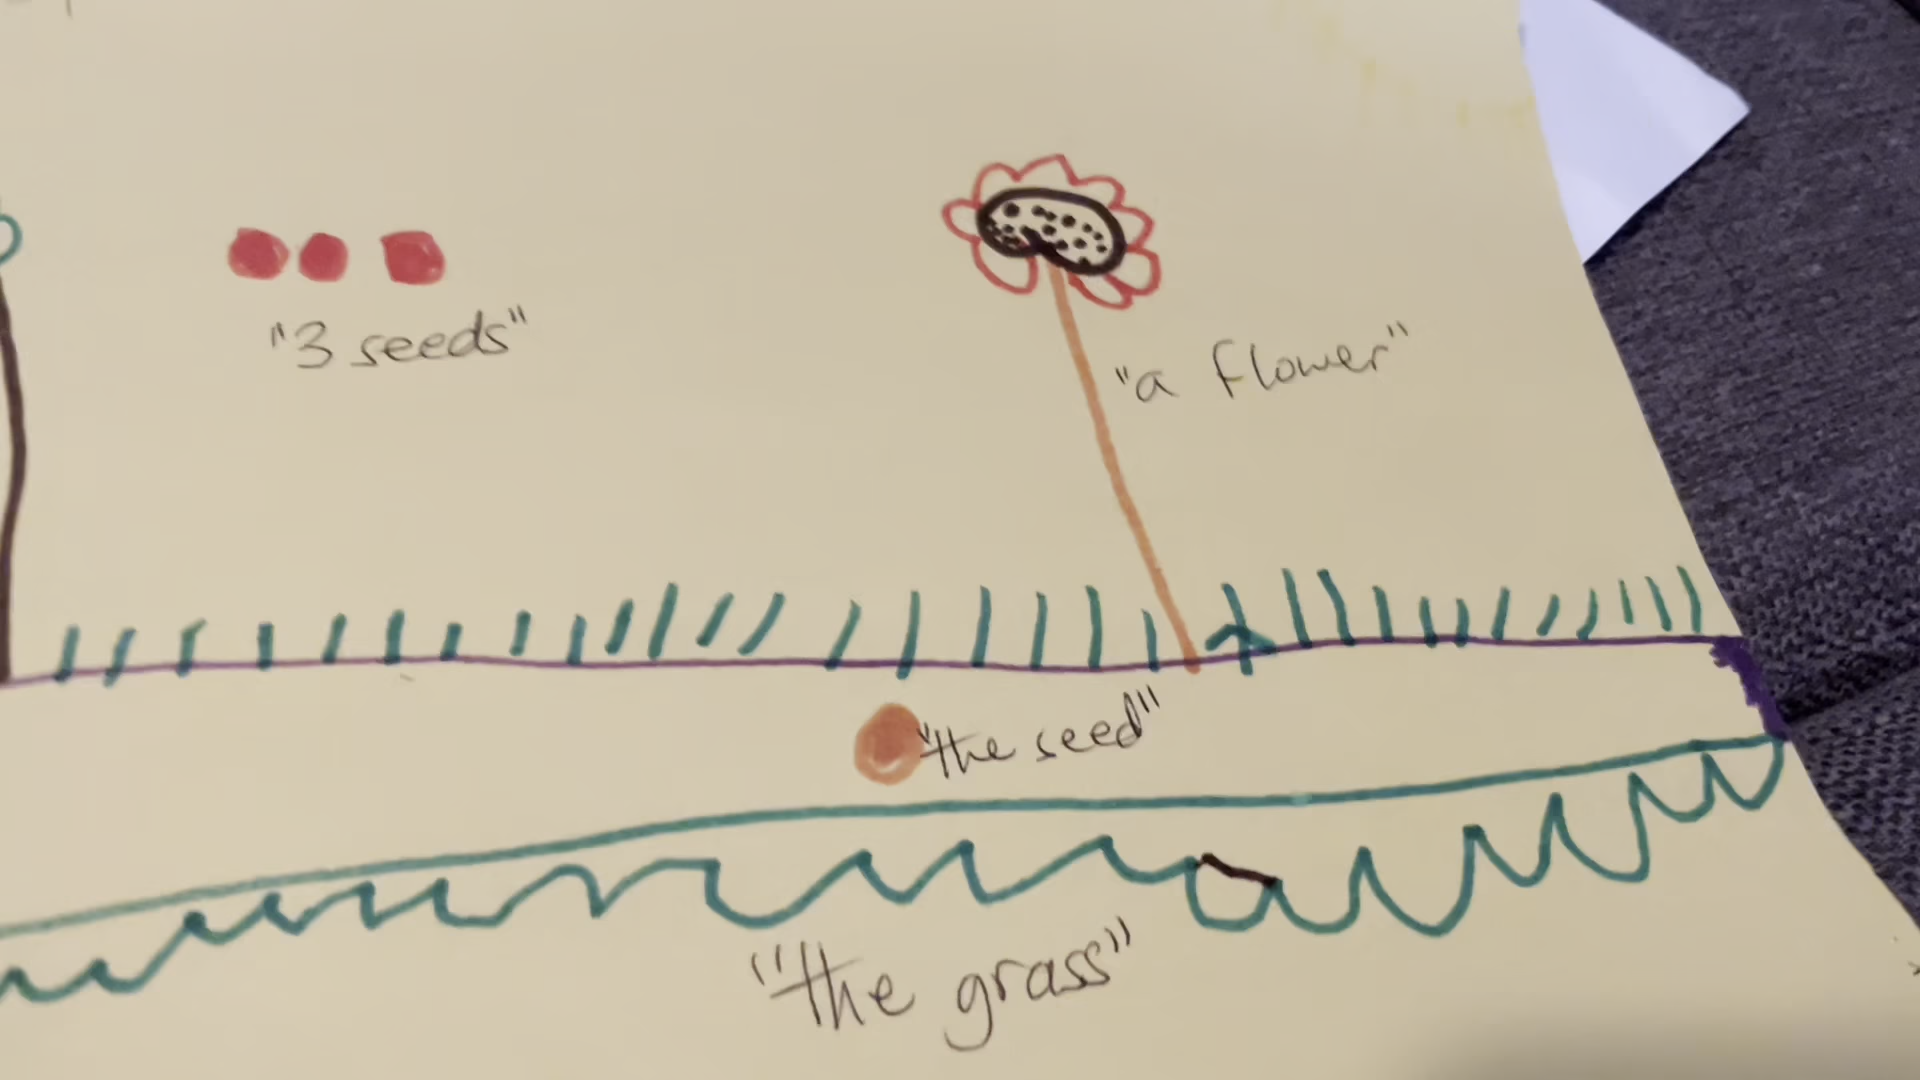 "3 seeds"
"a flower"
"the seed"
"the grass"